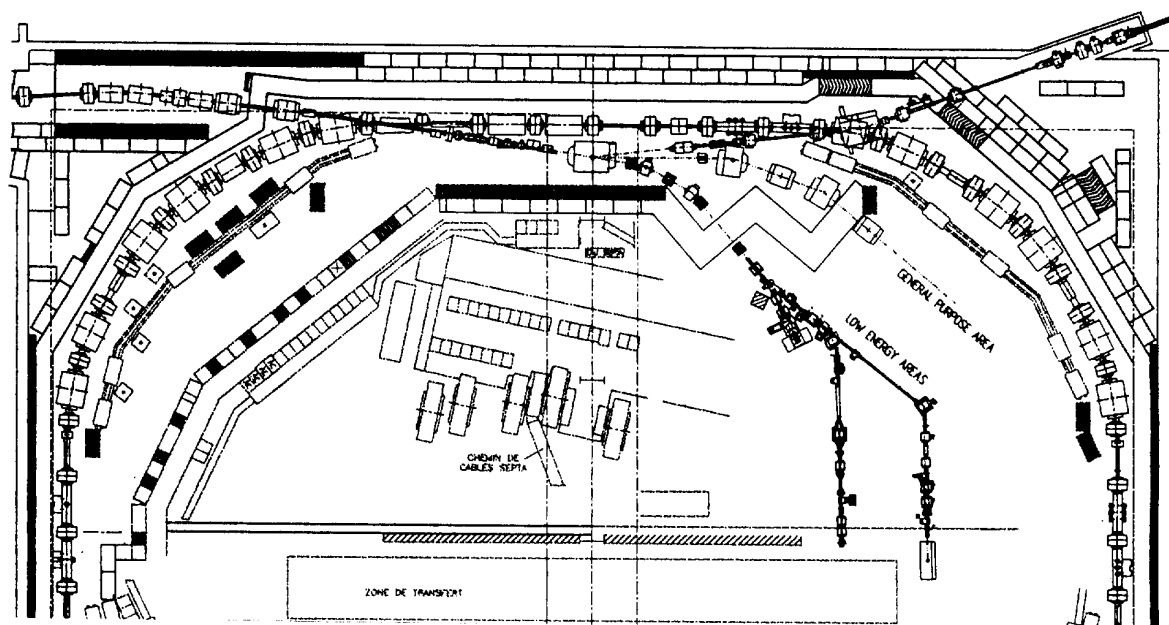 GENERAL PURPOSE AREA
LOW ENERGY AREAS
CHEMIN DE
CABLES SEPTA
ZONE DE TRANSFERT